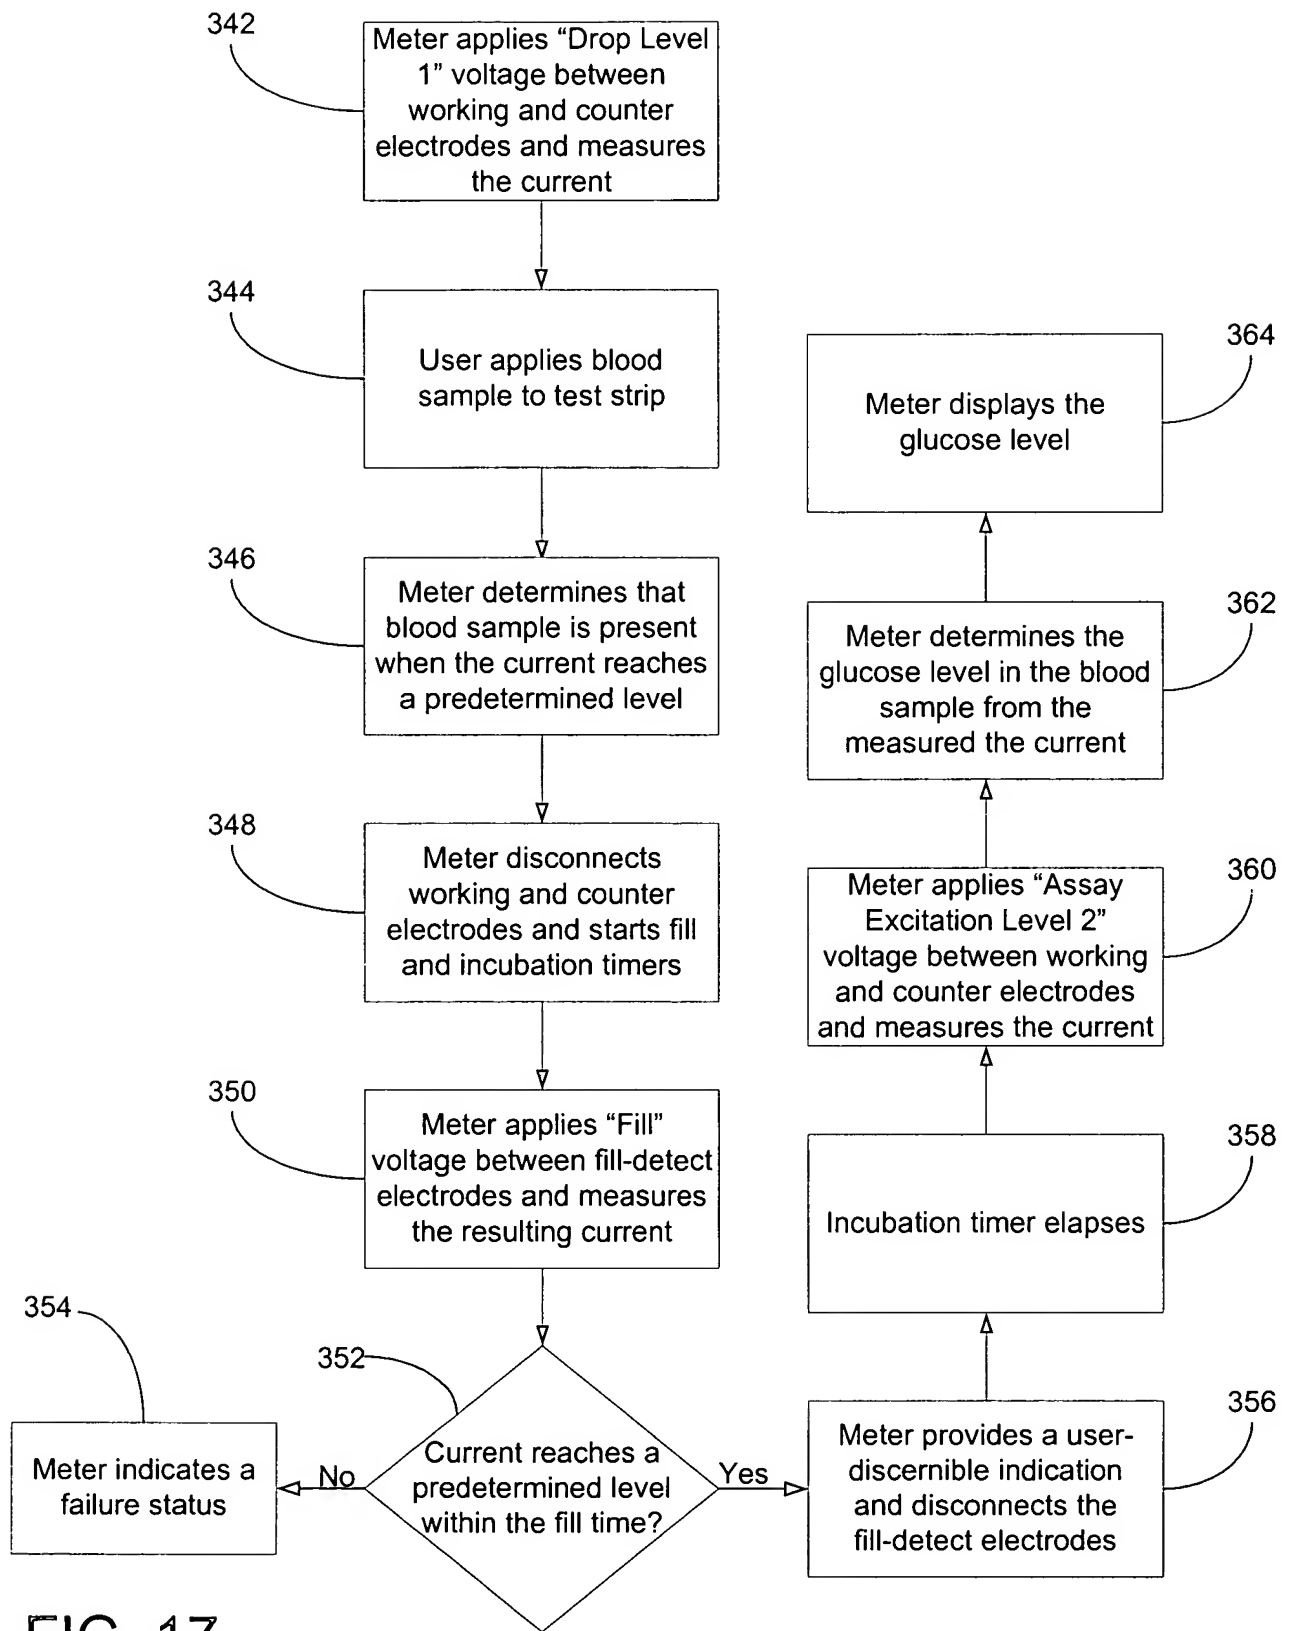 342
Meter applies “Drop Level
1” voltage between
working and counter
electrodes and measures
the current
344
User applies blood
sample to test strip
346
Meter determines that
blood sample is present
when the current reaches
a predetermined level
348
Meter disconnects
working and counter
electrodes and starts fill
and incubation timers
350
Meter applies “Fill”
voltage between fill-detect
electrodes and measures
the resulting current
352
Current reaches a
predetermined level
within the fill time?
No
354
Meter indicates a
failure status
Yes
356
Meter provides a user-
discernible indication
and disconnects the
fill-detect electrodes
358
Incubation timer elapses
360
Meter applies “Assay
Excitation Level 2”
voltage between working
and counter electrodes
and measures the current
362
Meter determines the
glucose level in the blood
sample from the
measured the current
364
Meter displays the
glucose level
FIG. 17